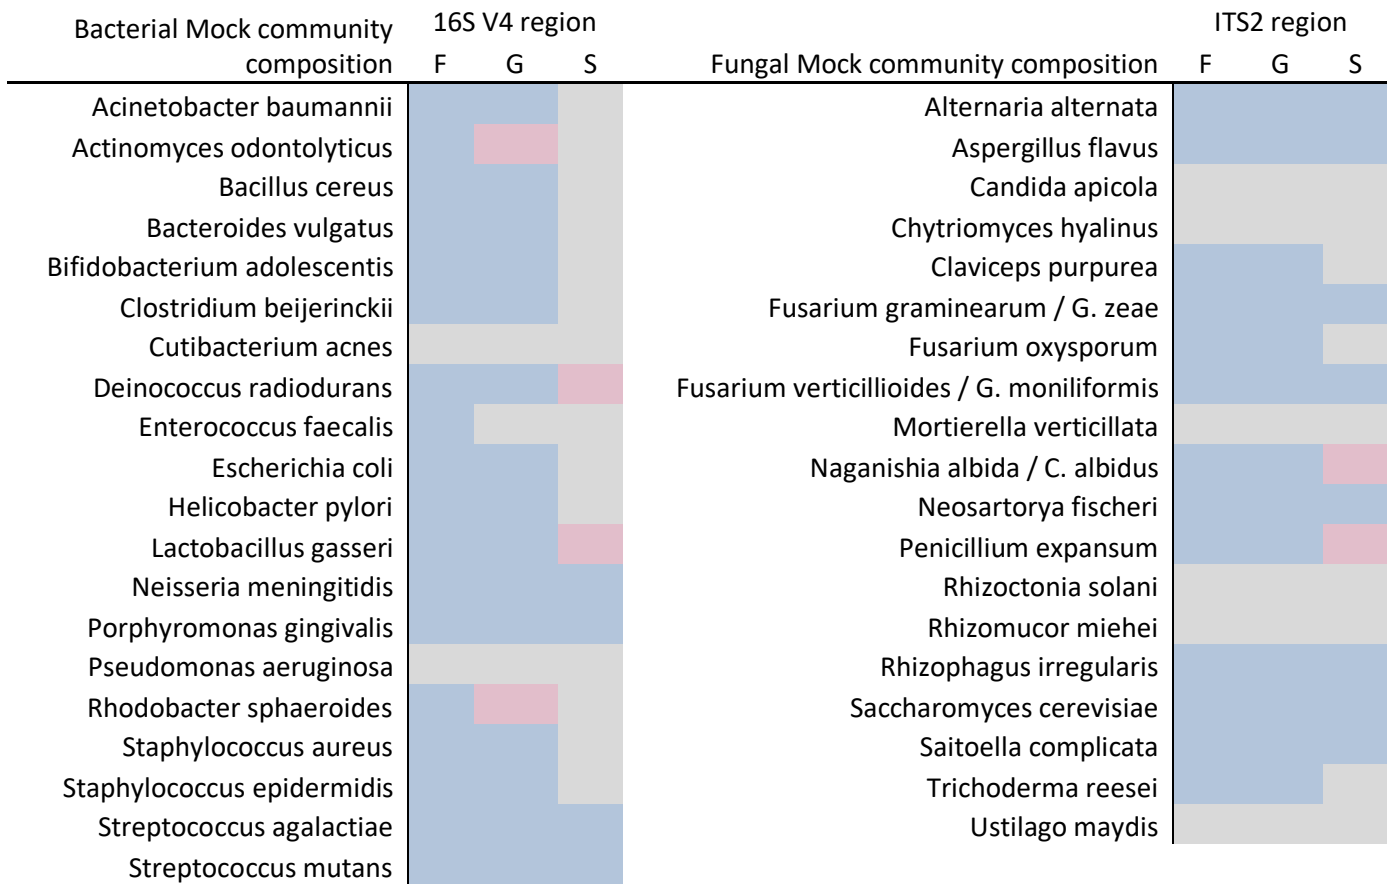 Bacterial Mock community composition
16S V4 region
F G S
Acinetobacter baumannii
Actinomyces odontolyticus
Bacillus cereus
Bacteroides vulgatus
Bifidobacterium adolescentis
Clostridium beijerinckii
Cutibacterium acnes
Deinococcus radiodurans
Enterococcus faecalis
Escherichia coli
Helicobacter pylori
Lactobacillus gasseri
Neisseria meningitidis
Porphyromonas gingivalis
Pseudomonas aeruginosa
Rhodobacter sphaeroides
Staphylococcus aureus
Staphylococcus epidermidis
Streptococcus agalactiae
Streptococcus mutans
Fungal Mock community composition
ITS2 region
F G S
Alternaria alternata
Aspergillus flavus
Candida apicola
Chytriomyces hyalinus
Claviceps purpurea
Fusarium graminearum / G. zeae
Fusarium oxysporum
Fusarium verticillioides / G. moniliformis
Mortierella verticillata
Naganishia albida / C. albidus
Neosartorya fischeri
Penicillium expansum
Rhizoctonia solani
Rhizomucor miehei
Rhizophagus irregularis
Saccharomyces cerevisiae
Saitoella complicata
Trichoderma reesei
Ustilago maydis